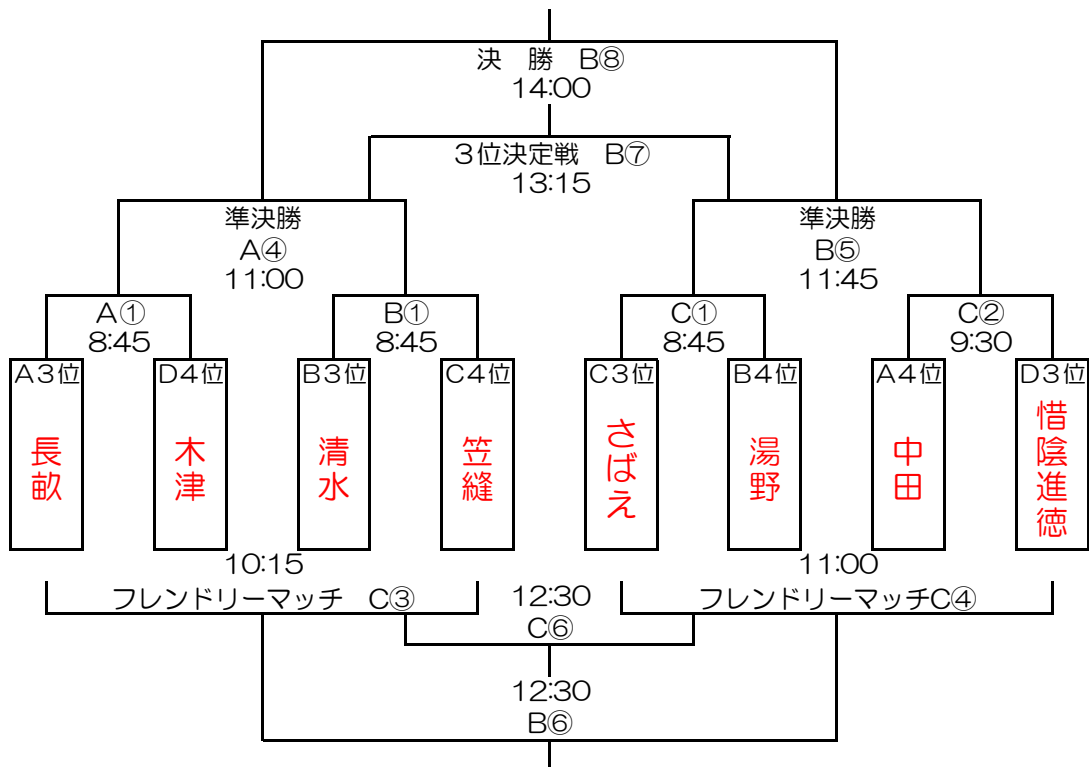 決　勝　B⑧
14:00
３位決定戦　B⑦
13:15
準決勝
A④
11:00
準決勝
B⑤
11:45
A①
8:45
B①
8:45
C①
8:45
C②
9:30
A３位
D４位
B３位
C４位
C３位
B４位
A４位
D３位
長畝
木津
清水
笠縫
さばえ
湯野
中田
惜陰進徳
10:15
フレンドリーマッチ　C③
11:00
フレンドリーマッチC④
12:30
C⑥
12:30
B⑥